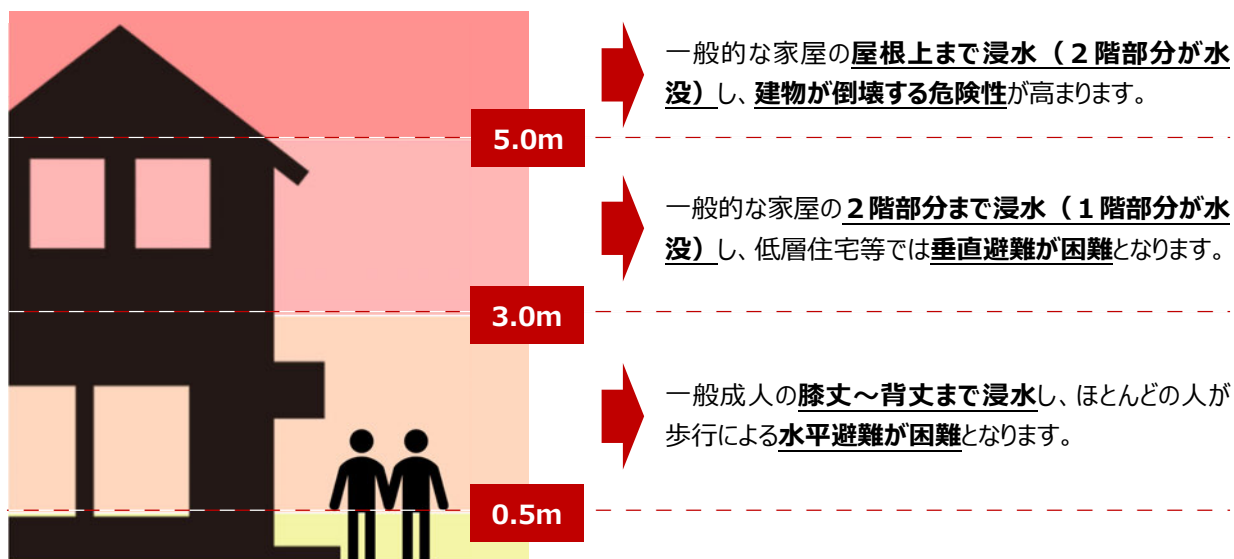 一般的な家屋の屋根上まで浸水（２階部分が水
没）し、建物が倒壊する危険性が高まります。
5.0m
一般的な家屋の２階部分まで浸水（１階部分が水
没）し、低層住宅等では垂直避難が困難となります。
3.0m
一般成人の膝丈～背丈まで浸水し、ほとんどの人が
歩行による水平避難が困難となります。
0.5m